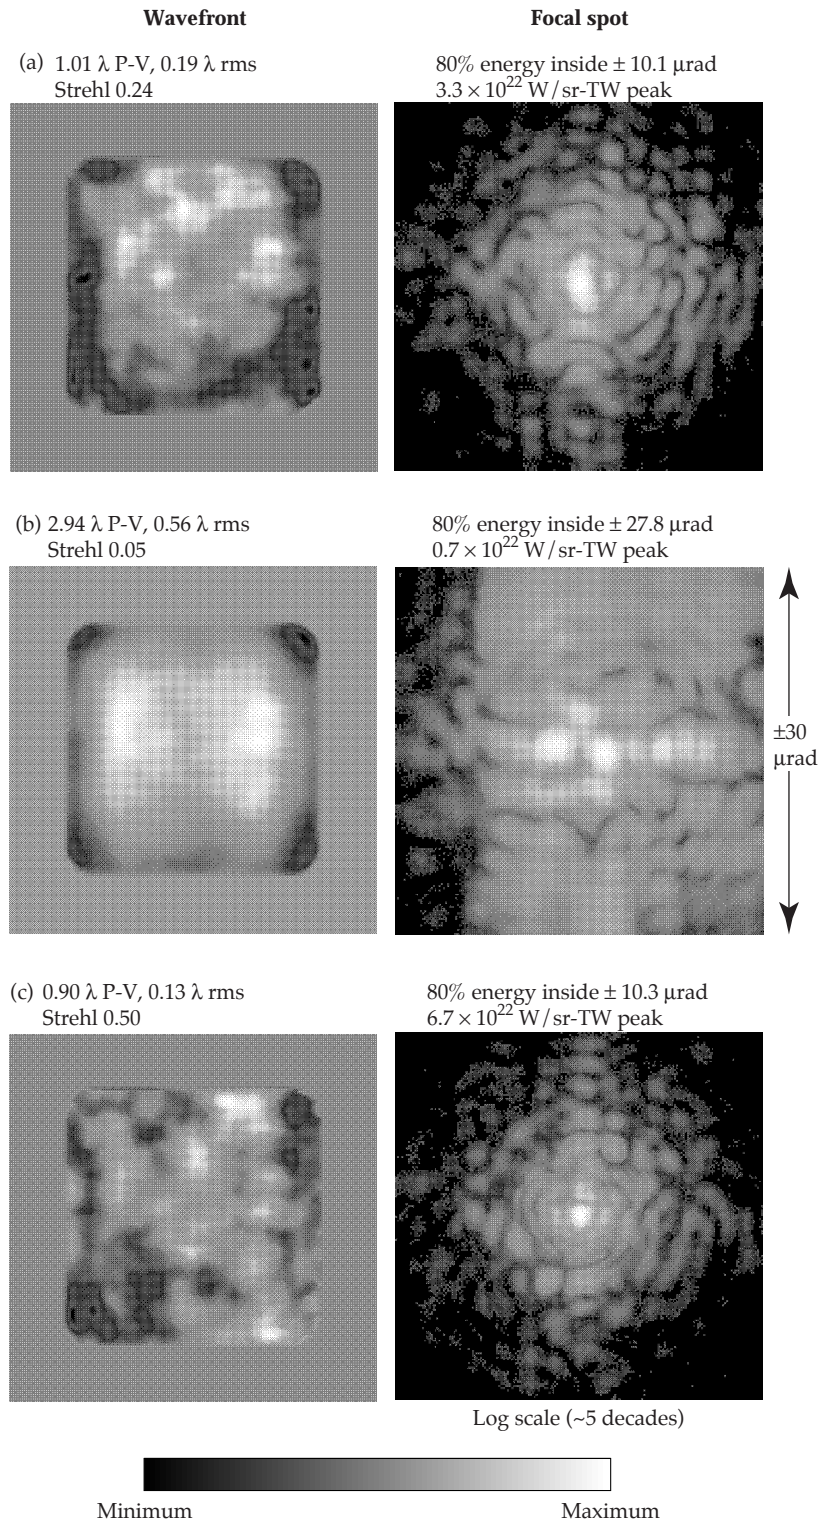 Wavefront
Focal spot
(a) 1.01 λ P-V, 0.19 λ rms
Strehl 0.24
80% energy inside ± 10.1 μrad
3.3 × 10²² W/sr-TW peak
(b) 2.94 λ P-V, 0.56 λ rms
Strehl 0.05
80% energy inside ± 27.8 μrad
0.7 × 10²² W/sr-TW peak
±30
μrad
(c) 0.90 λ P-V, 0.13 λ rms
Strehl 0.50
80% energy inside ± 10.3 μrad
6.7 × 10²² W/sr-TW peak
Log scale (~5 decades)
Minimum
Maximum